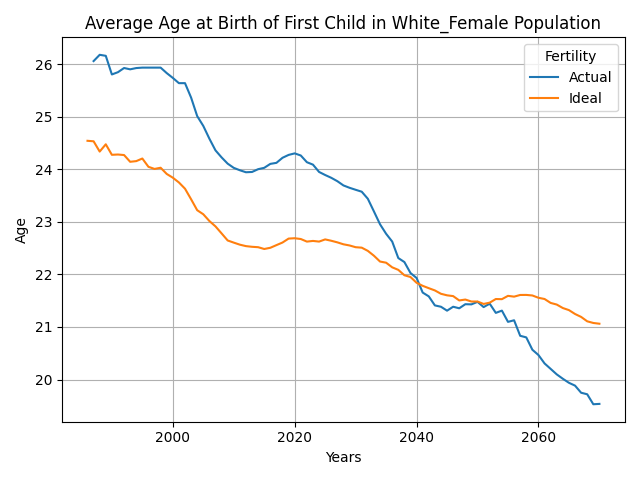 Average Age at Birth of First Child in White_Female Population
Fertility
Actual
Ideal
Age
26
25
24
23
22
21
20
2000
2020
2040
2060
Years